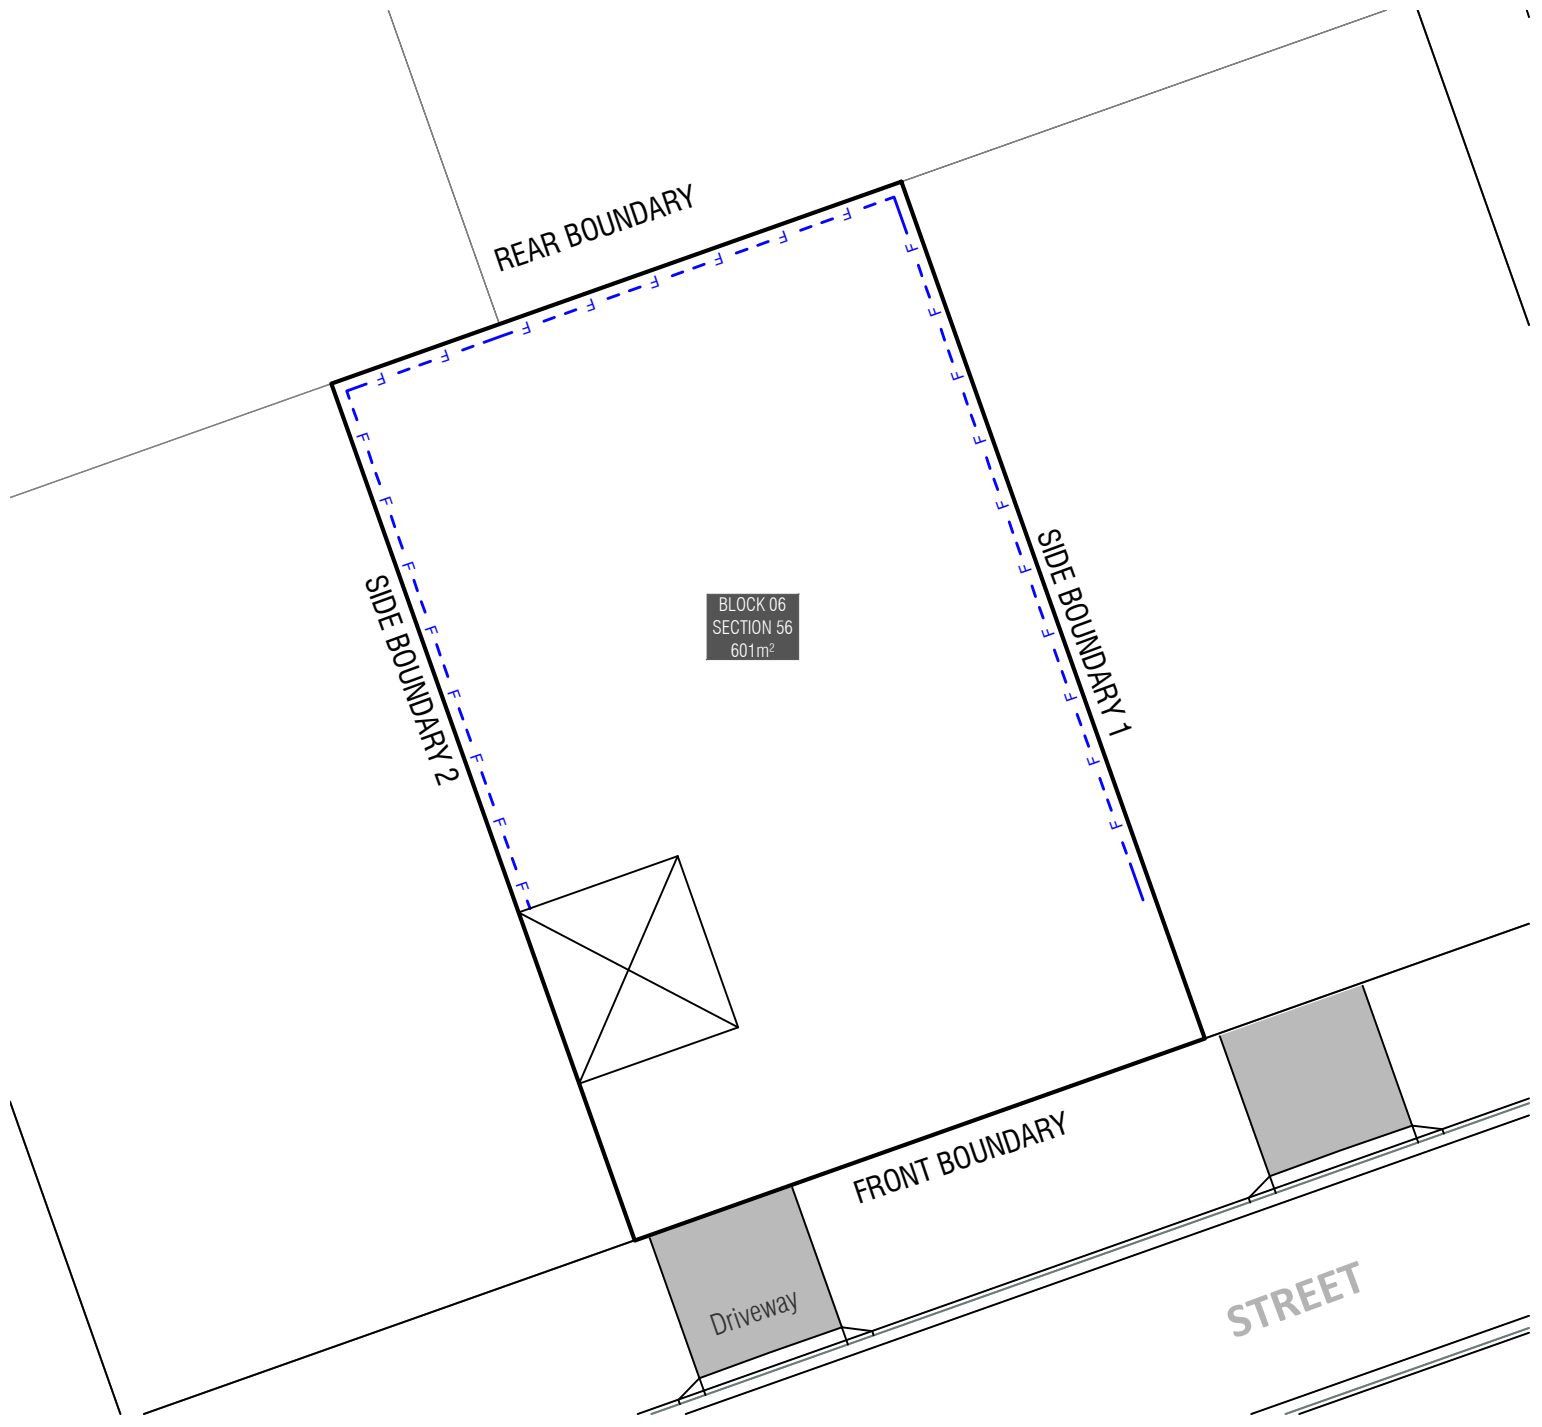 REAR BOUNDARY
F F F F F F F F
F F F F F F F F F F
F F F F F F F F
SIDE BOUNDARY 1
SIDE BOUNDARY 2
BLOCK 06
SECTION 56
601m²
FRONT BOUNDARY
Driveway
STREET